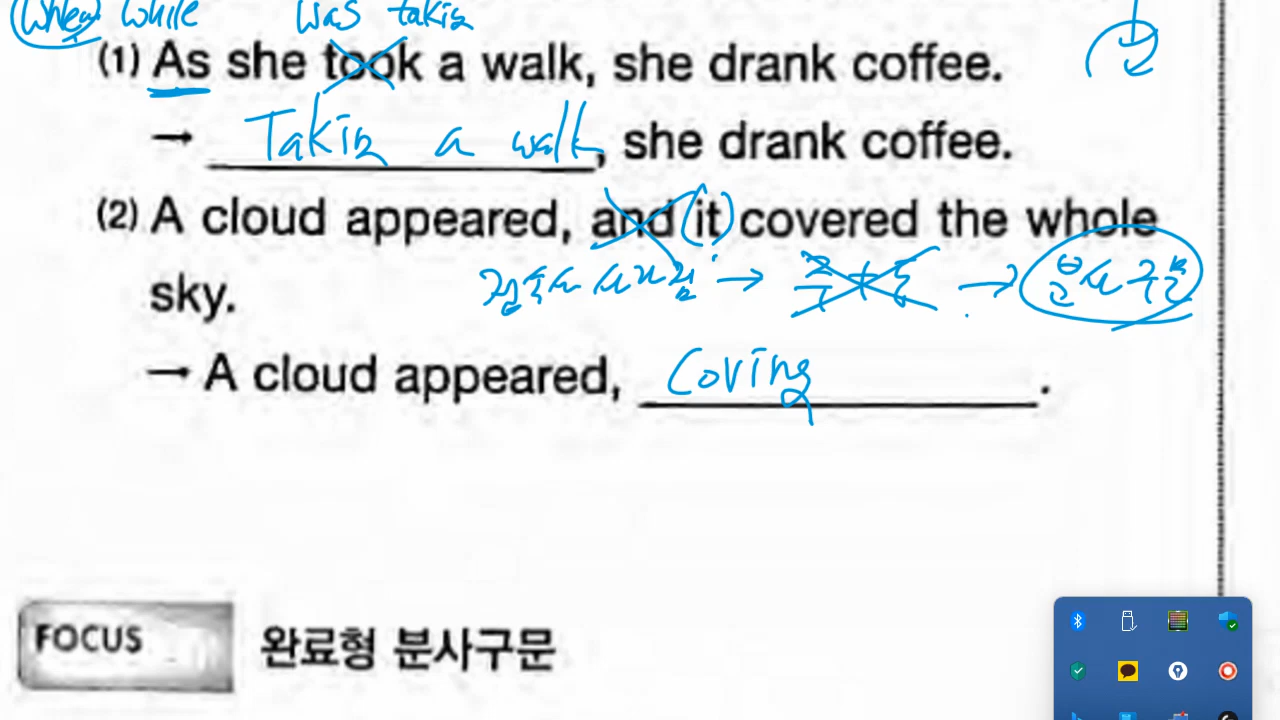 (when) while was takin
(1) As she took a walk, she drank coffee.
→ Takin a walk, she drank coffee.
(2) A cloud appeared, and (it) covered the whole
접속사 사라짐 → 주+동 → 분사구문
sky.
→ A cloud appeared, Coving .
FOCUS 완료형 분사구문